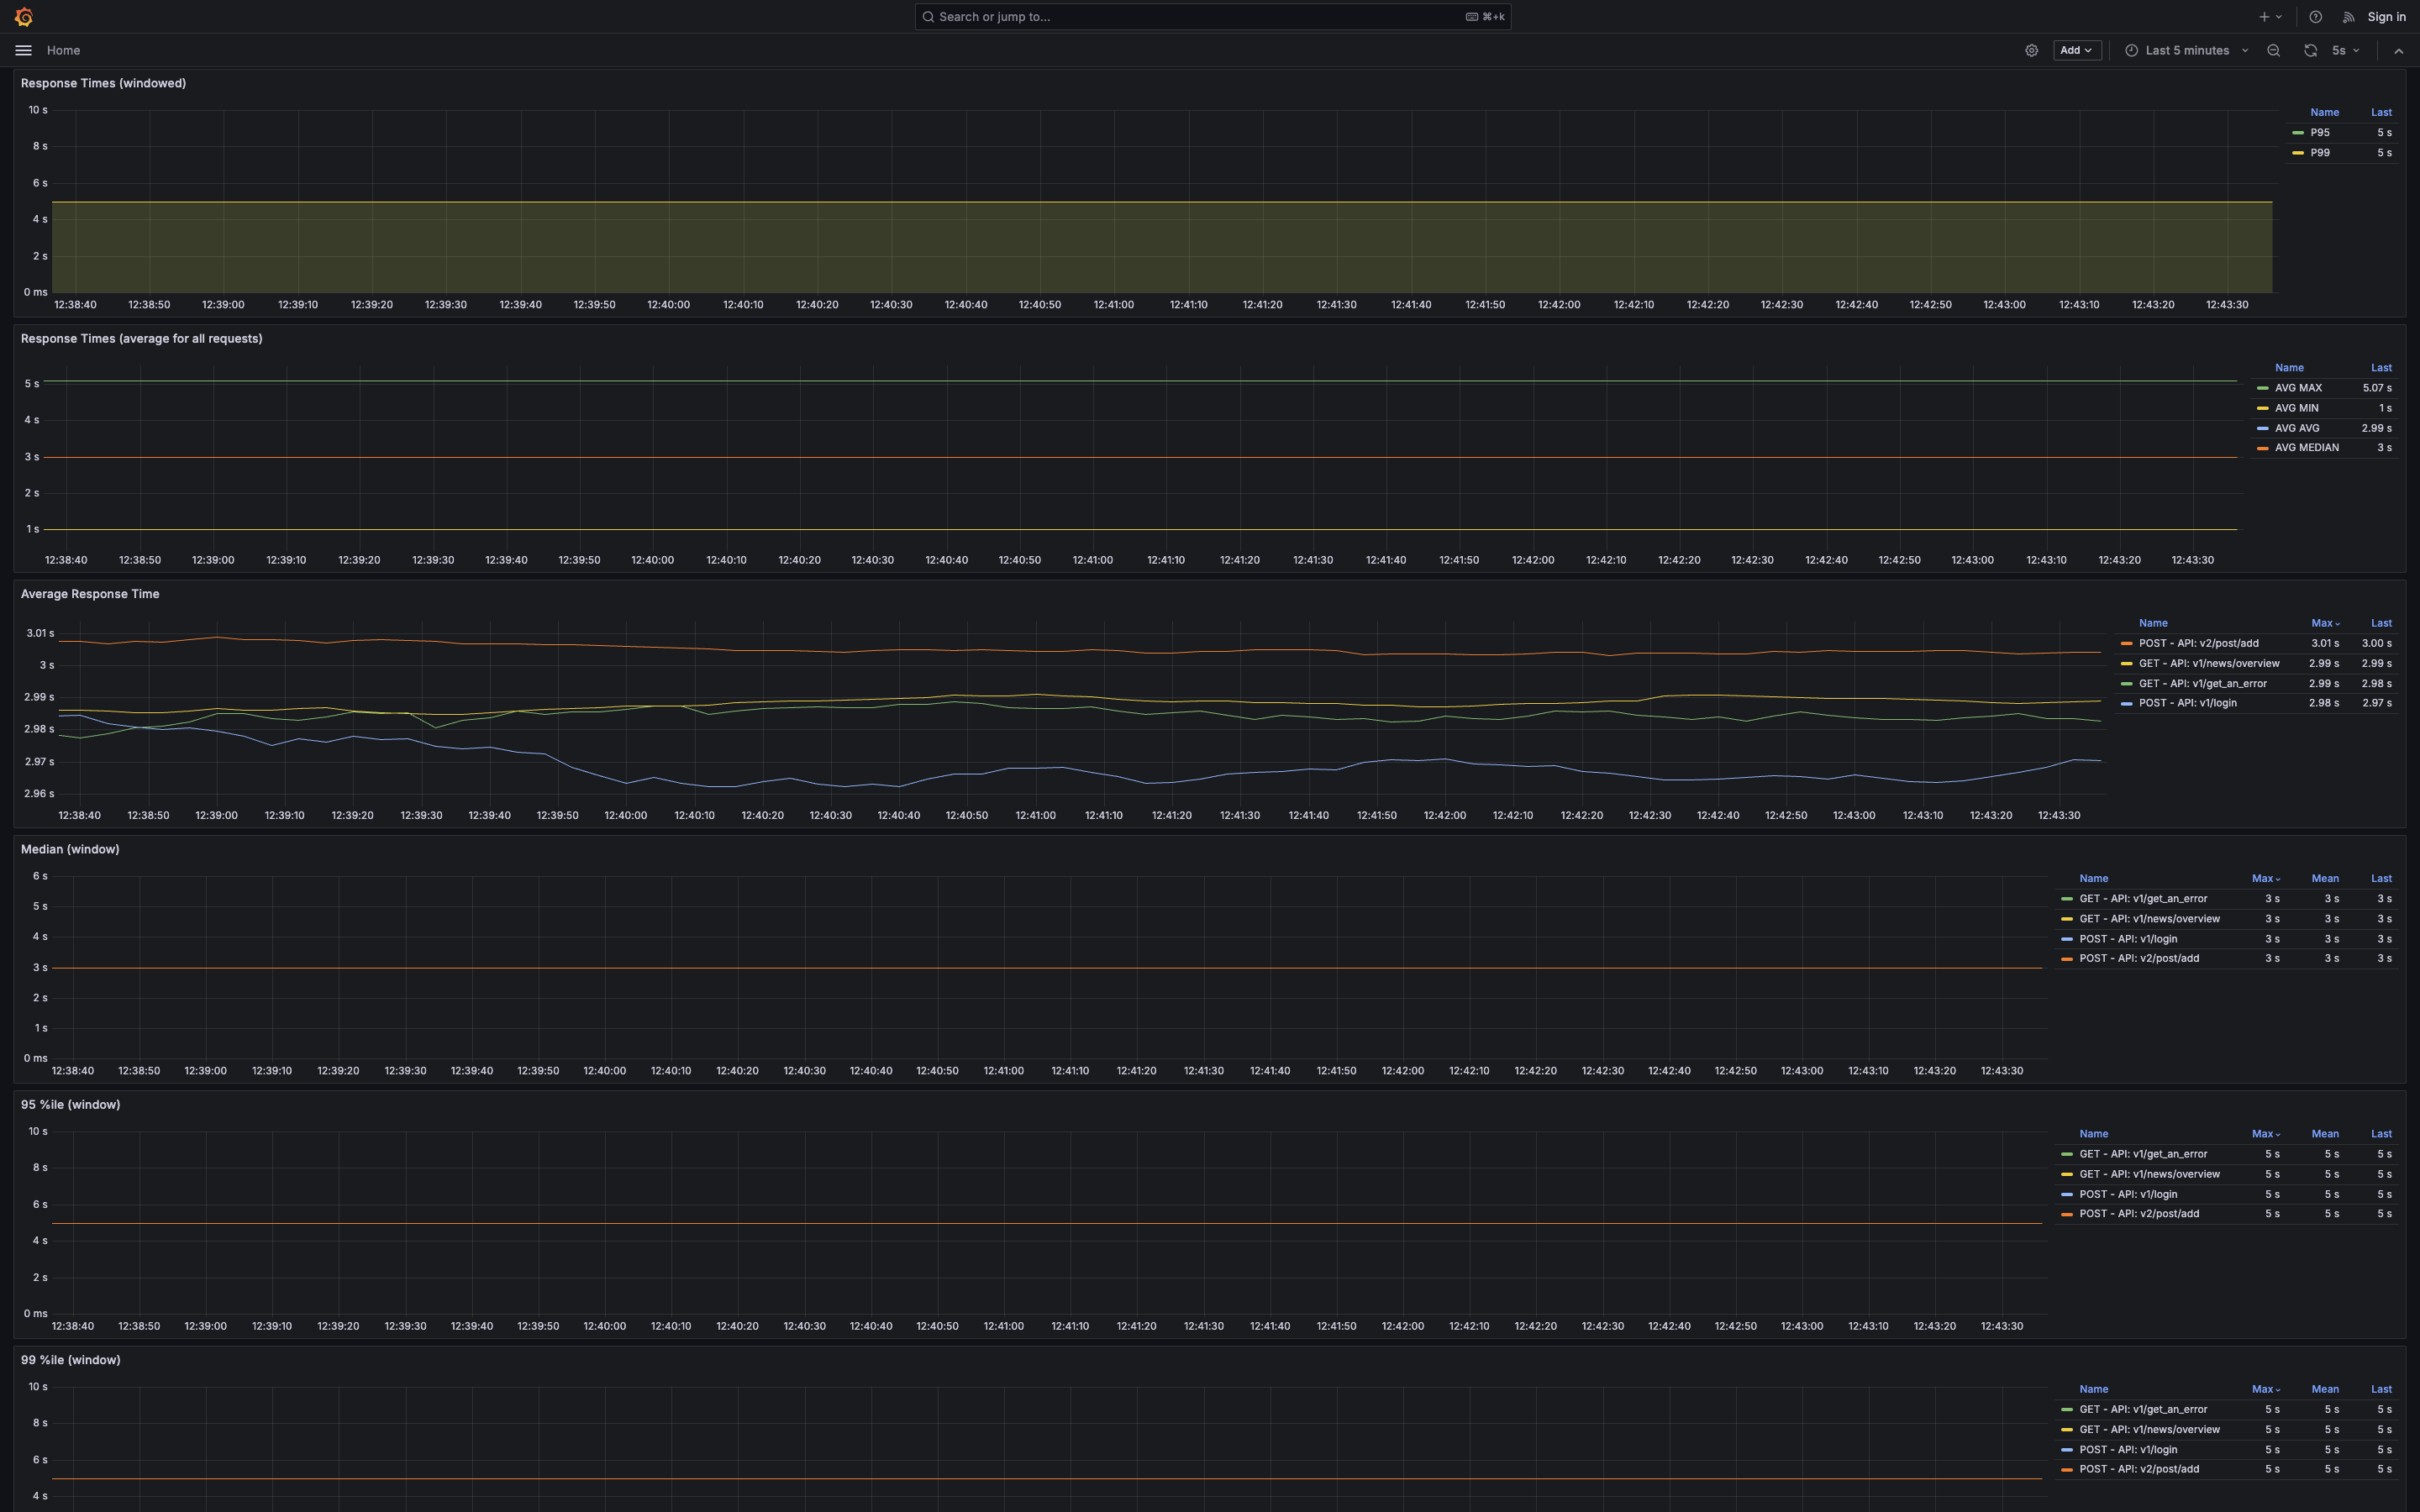 Search or jump to... ⌘+k Sign in
Home Add Last 5 minutes 5s
Response Times (windowed)
10 s
8 s
6 s
4 s
2 s
0 ms
12:38:40 12:38:50 12:39:00 12:39:10 12:39:20 12:39:30 12:39:40 12:39:50 12:40:00 12:40:10 12:40:20 12:40:30 12:40:40 12:40:50 12:41:00 12:41:10 12:41:20 12:41:30 12:41:40 12:41:50 12:42:00 12:42:10 12:42:20 12:42:30 12:42:40 12:42:50 12:43:00 12:43:10 12:43:20 12:43:30
Name Last
P95 5 s
P99 5 s
Response Times (average for all requests)
5 s
4 s
3 s
2 s
1 s
12:38:40 12:38:50 12:39:00 12:39:10 12:39:20 12:39:30 12:39:40 12:39:50 12:40:00 12:40:10 12:40:20 12:40:30 12:40:40 12:40:50 12:41:00 12:41:10 12:41:20 12:41:30 12:41:40 12:41:50 12:42:00 12:42:10 12:42:20 12:42:30 12:42:40 12:42:50 12:43:00 12:43:10 12:43:20 12:43:30
Name Last
AVG MAX 5.07 s
AVG MIN 1 s
AVG AVG 2.99 s
AVG MEDIAN 3 s
Average Response Time
3.01 s
3 s
2.99 s
2.98 s
2.97 s
2.96 s
12:38:40 12:38:50 12:39:00 12:39:10 12:39:20 12:39:30 12:39:40 12:39:50 12:40:00 12:40:10 12:40:20 12:40:30 12:40:40 12:40:50 12:41:00 12:41:10 12:41:20 12:41:30 12:41:40 12:41:50 12:42:00 12:42:10 12:42:20 12:42:30 12:42:40 12:42:50 12:43:00 12:43:10 12:43:20 12:43:30
Name Max Last
POST - API: v2/post/add 3.01 s 3.00 s
GET - API: v1/news/overview 2.99 s 2.99 s
GET - API: v1/get_an_error 2.99 s 2.98 s
POST - API: v1/login 2.98 s 2.97 s
Median (window)
6 s
5 s
4 s
3 s
2 s
1 s
0 ms
12:38:40 12:38:50 12:39:00 12:39:10 12:39:20 12:39:30 12:39:40 12:39:50 12:40:00 12:40:10 12:40:20 12:40:30 12:40:40 12:40:50 12:41:00 12:41:10 12:41:20 12:41:30 12:41:40 12:41:50 12:42:00 12:42:10 12:42:20 12:42:30 12:42:40 12:42:50 12:43:00 12:43:10 12:43:20 12:43:30
Name Max Mean Last
GET - API: v1/get_an_error 3 s 3 s 3 s
GET - API: v1/news/overview 3 s 3 s 3 s
POST - API: v1/login 3 s 3 s 3 s
POST - API: v2/post/add 3 s 3 s 3 s
95 %ile (window)
10 s
8 s
6 s
4 s
2 s
0 ms
12:38:40 12:38:50 12:39:00 12:39:10 12:39:20 12:39:30 12:39:40 12:39:50 12:40:00 12:40:10 12:40:20 12:40:30 12:40:40 12:40:50 12:41:00 12:41:10 12:41:20 12:41:30 12:41:40 12:41:50 12:42:00 12:42:10 12:42:20 12:42:30 12:42:40 12:42:50 12:43:00 12:43:10 12:43:20 12:43:30
Name Max Mean Last
GET - API: v1/get_an_error 5 s 5 s 5 s
GET - API: v1/news/overview 5 s 5 s 5 s
POST - API: v1/login 5 s 5 s 5 s
POST - API: v2/post/add 5 s 5 s 5 s
99 %ile (window)
10 s
8 s
6 s
4 s
Name Max Mean Last
GET - API: v1/get_an_error 5 s 5 s 5 s
GET - API: v1/news/overview 5 s 5 s 5 s
POST - API: v1/login 5 s 5 s 5 s
POST - API: v2/post/add 5 s 5 s 5 s